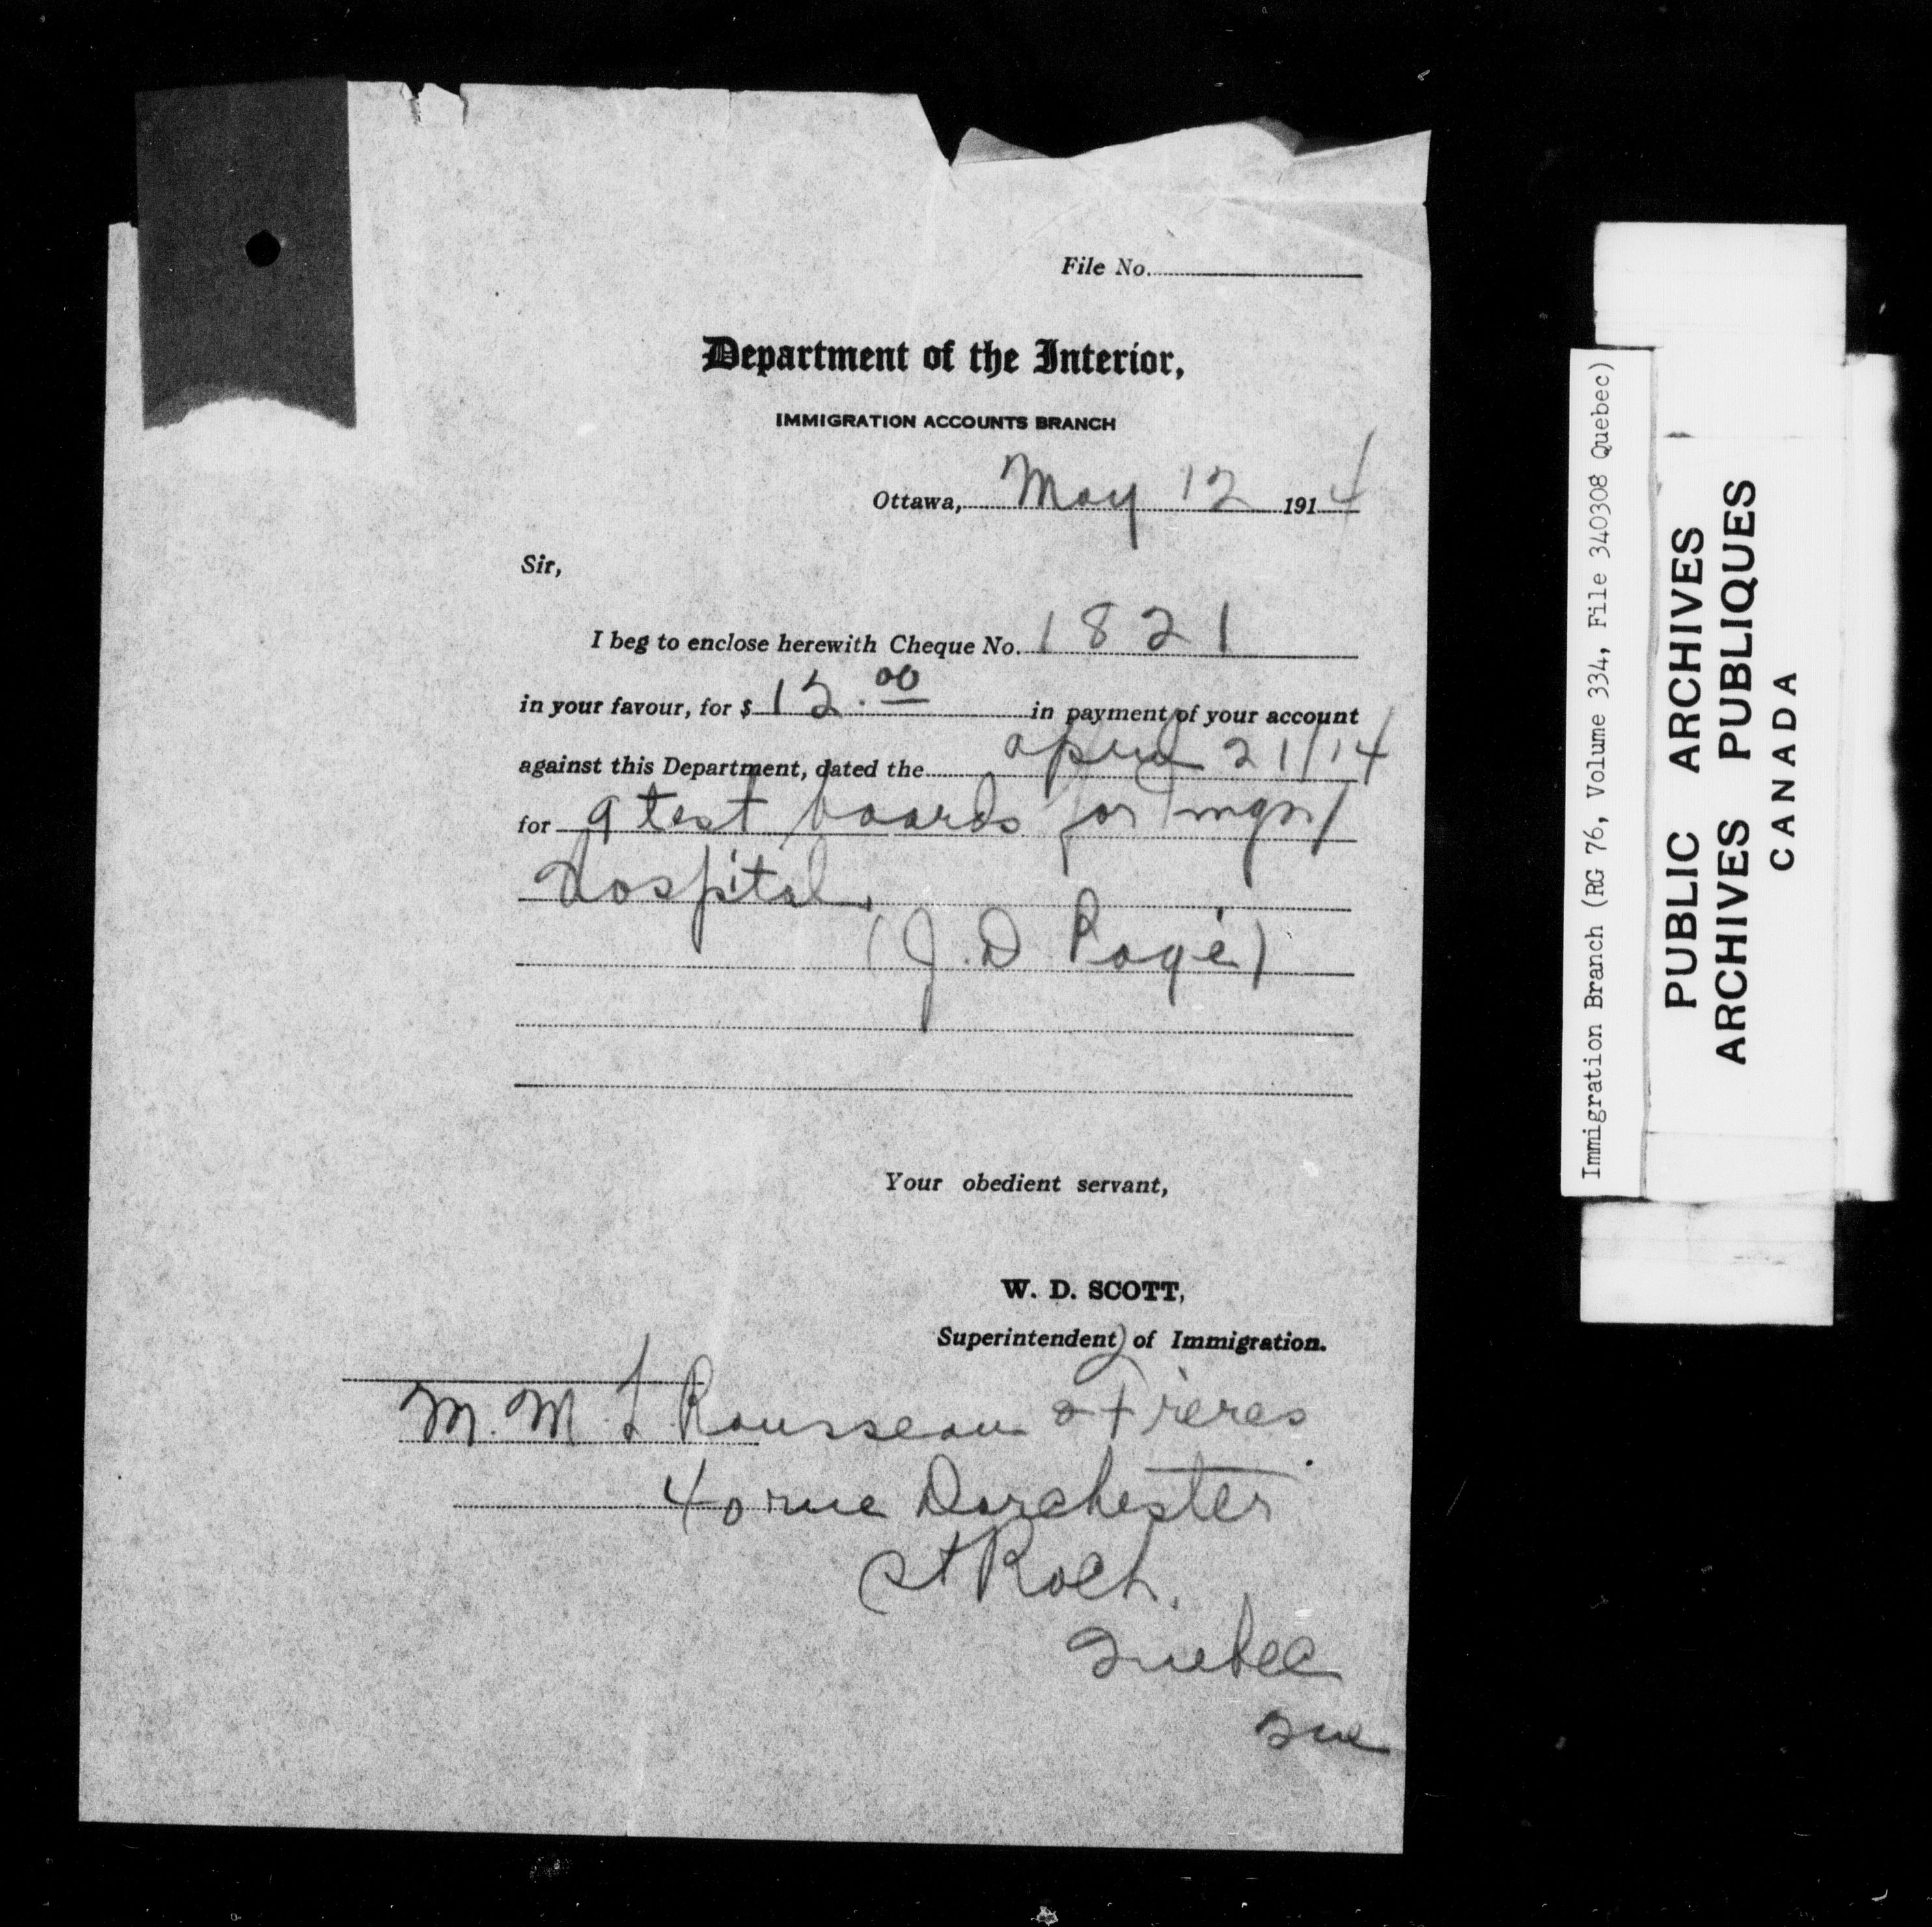 File No.
Department of the Interior,
IMMIGRATION ACCOUNTS BRANCH
Ottawa, May 12 1914
Sir,
I beg to enclose herewith Cheque No. 1821
in your favour, for $ 12.00 in payment of your account
against this Department, dated the April 21/14
for 9 test boards for Imgn
Hospital.
(J. D Pagé)
Your obedient servant,
W. D. SCOTT,
Superintendent of Immigration.
M. M. L Rousseau & Freres
40 rue Dorchester
St Roch.
Quebec
Que
Immigration Branch (RG 76, Volume 334, File 340308 Quebec)
PUBLIC ARCHIVES
ARCHIVES PUBLIQUES
CANADA